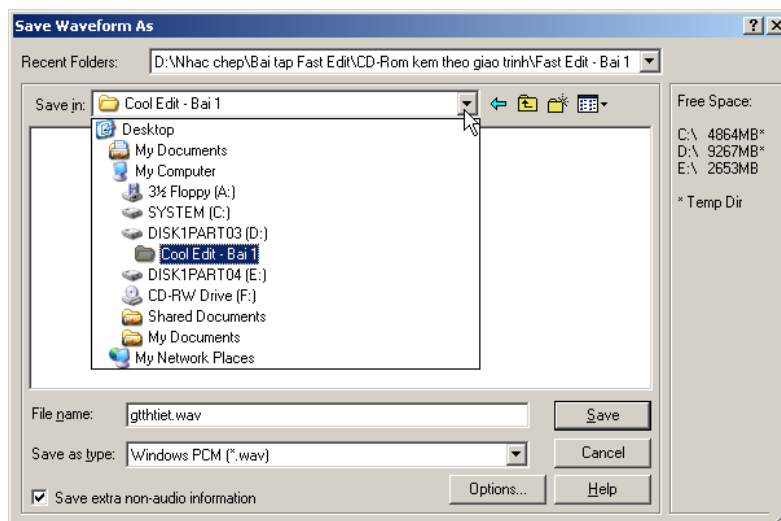 Save Waveform As
Recent Folders: D:\Nhac chep\Bai tap Fast Edit\CD-Rom kem theo giao trinh\Fast Edit - Bai 1
Save in: Cool Edit - Bai 1
Desktop
My Documents
My Computer
3½ Floppy (A:)
SYSTEM (C:)
DISK1PART03 (D:)
Cool Edit - Bai 1
DISK1PART04 (E:)
CD-RW Drive (F:)
Shared Documents
My Documents
My Network Places
File name: gtthtiet.wav
Save
Save as type: Windows PCM (*.wav)
Cancel
Save extra non-audio information
Options...
Help
Free Space:
C:\ 4864MB*
D:\ 9267MB*
E:\ 2653MB
* Temp Dir